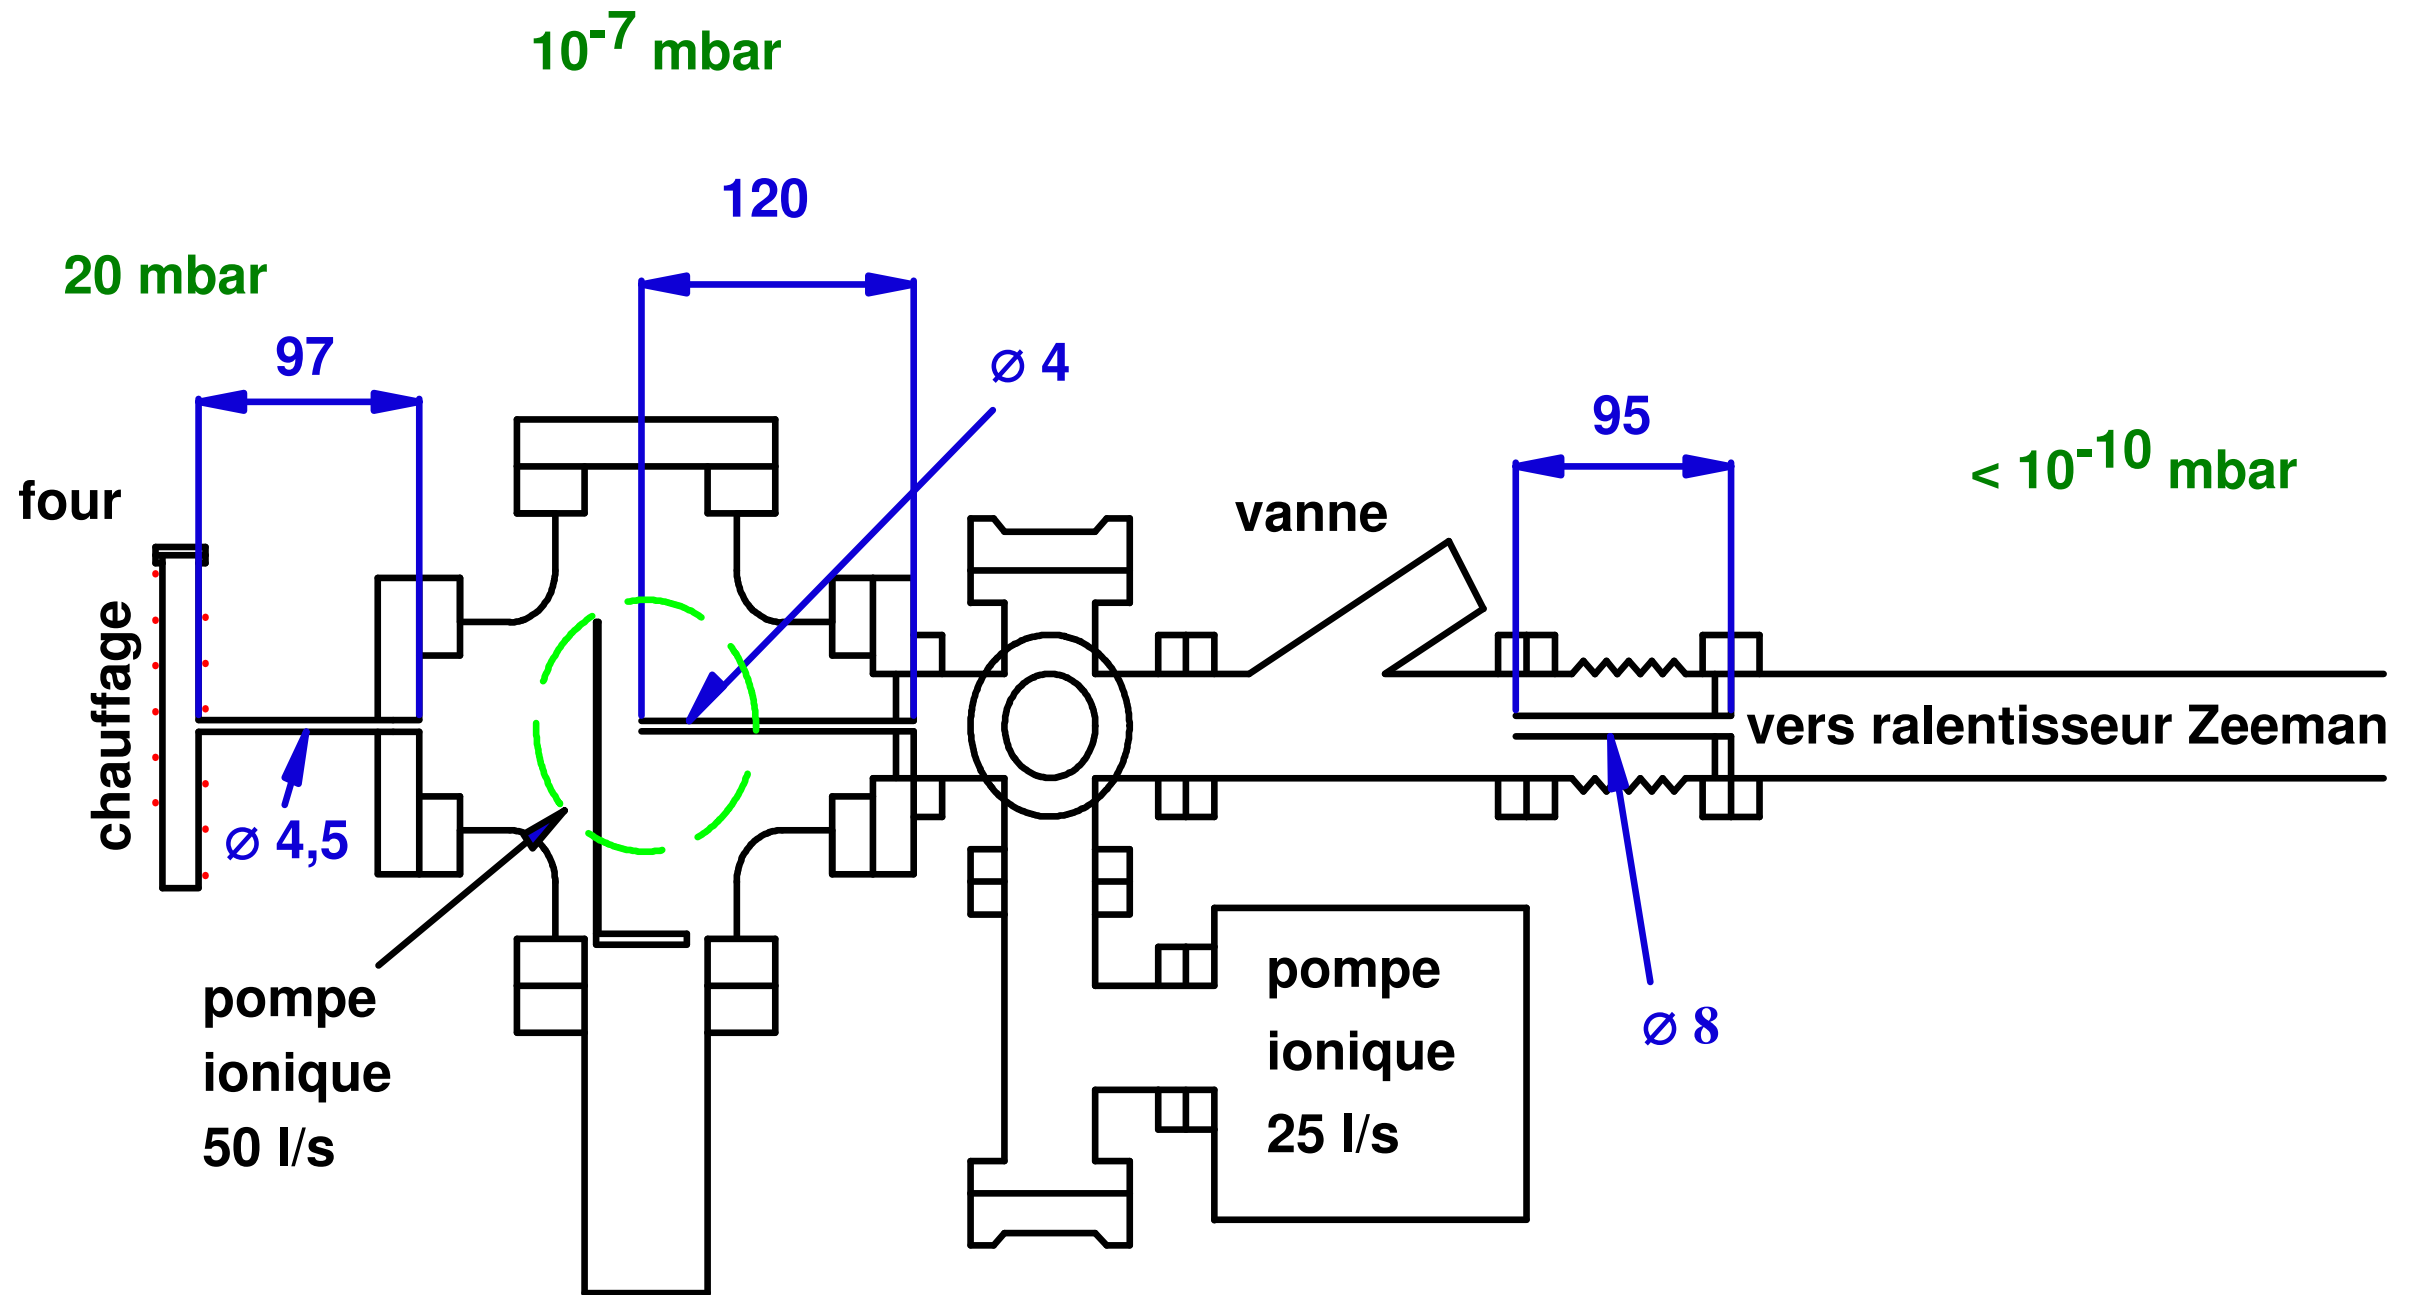 10⁻⁷ mbar
120
20 mbar
97
⌀ 4
95
< 10⁻¹⁰ mbar
four
vanne
chauffage
vers ralentisseur Zeeman
⌀ 4,5
pompe
ionique
50 l/s
pompe
ionique
25 l/s
⌀ 8